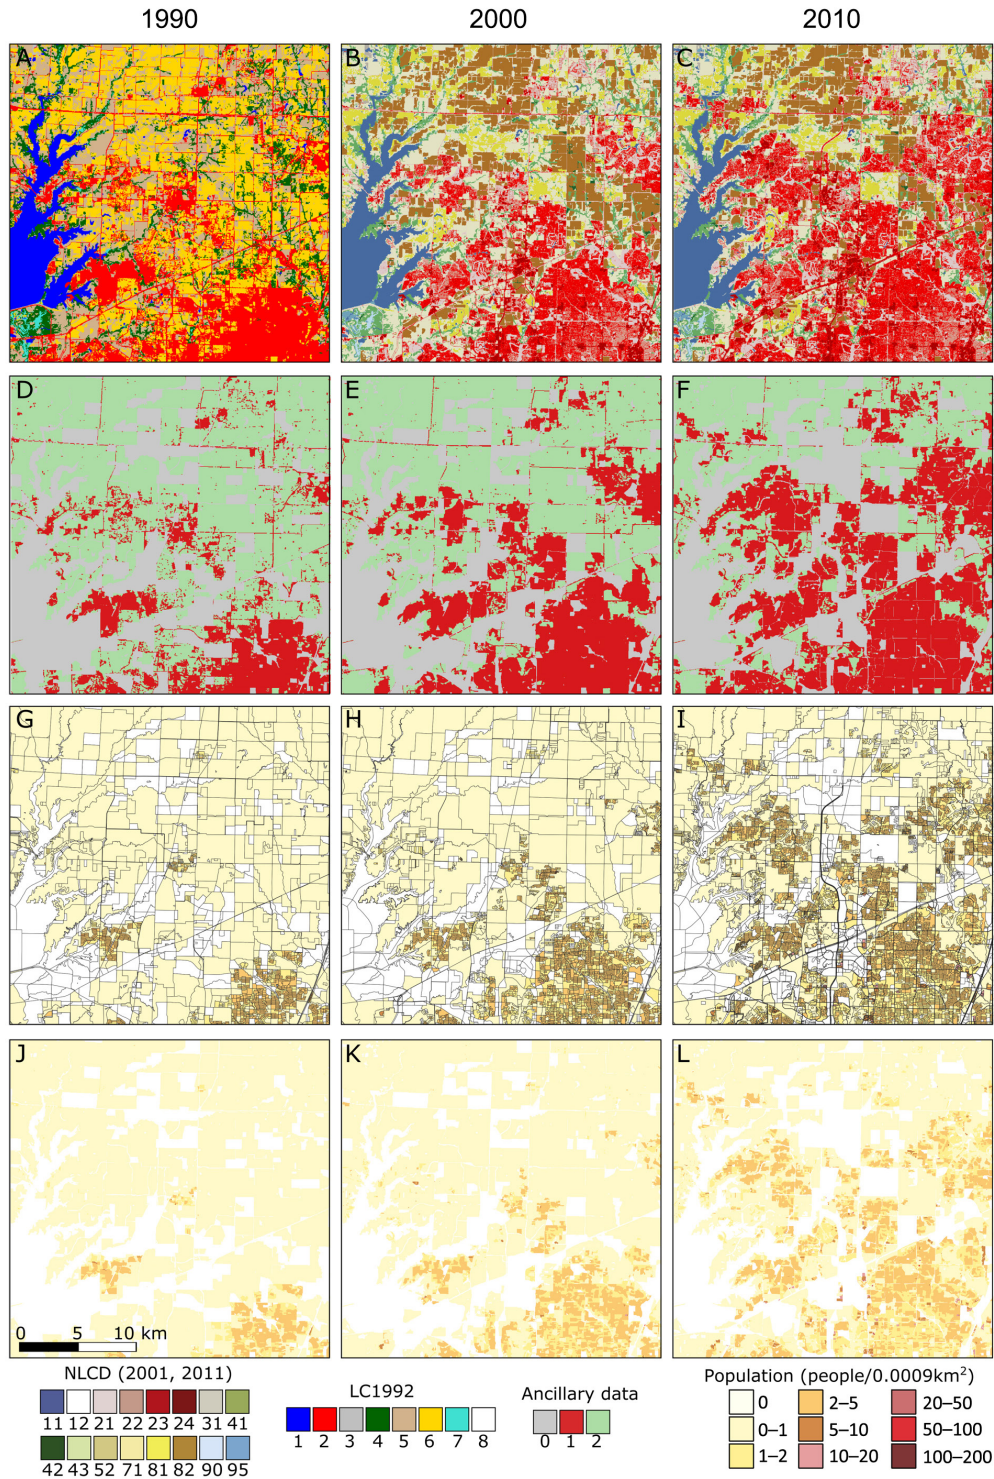 1990 2000 2010
A B C
D E F
G H I
J K L
0 5 10 km
NLCD (2001, 2011)
11 12 21 22 23 24 31 41
42 43 52 71 81 82 90 95
LC1992
1 2 3 4 5 6 7 8
Ancillary data
0 1 2
Population (people/0.0009km²)
0 2–5 20–50
0–1 5–10 50–100
1–2 10–20 100–200